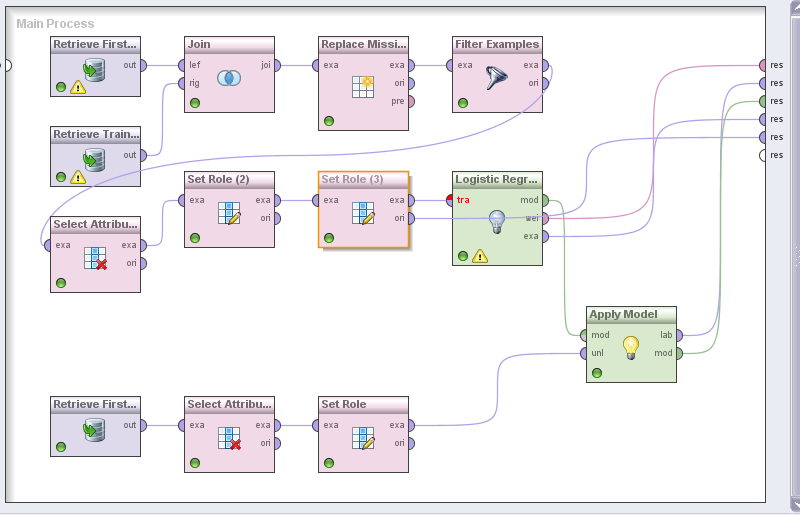 Main Process
Retrieve First...
out
Join
lef
rig
joi
Replace Missi...
exa
exa
ori
pre
Filter Examples
exa
exa
ori
res
res
res
res
res
res
Retrieve Train...
out
Set Role (2)
exa
exa
ori
Set Role (3)
exa
exa
ori
Logistic Regr...
tra
mod
wei
exa
Select Attribu...
exa
exa
ori
Apply Model
mod
unl
lab
mod
Retrieve First...
out
Select Attribu...
exa
exa
ori
Set Role
exa
exa
ori